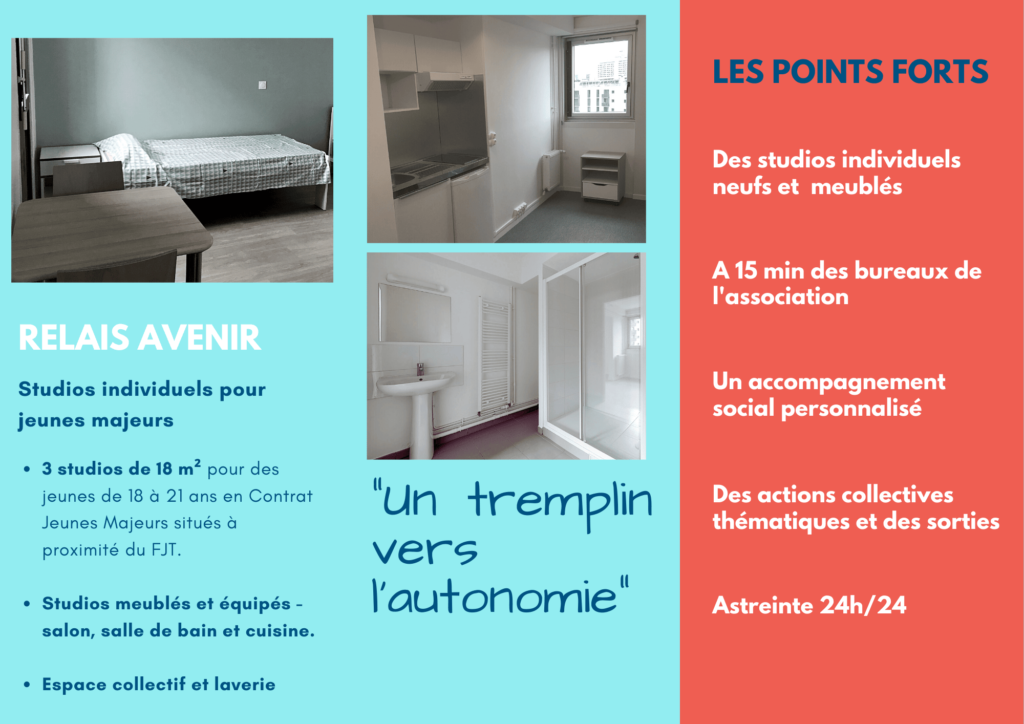 RELAIS AVENIR
Studios individuels pour
jeunes majeurs
• 3 studios de 18 m² pour des
jeunes de 18 à 21 ans en Contrat
Jeunes Majeurs situés à
proximité du FJT.
• Studios meublés et équipés -
salon, salle de bain et cuisine.
• Espace collectif et laverie
"Un tremplin
vers
l'autonomie"
LES POINTS FORTS
Des studios individuels
neufs et  meublés
A 15 min des bureaux de
l'association
Un accompagnement
social personnalisé
Des actions collectives
thématiques et des sorties
Astreinte 24h/24